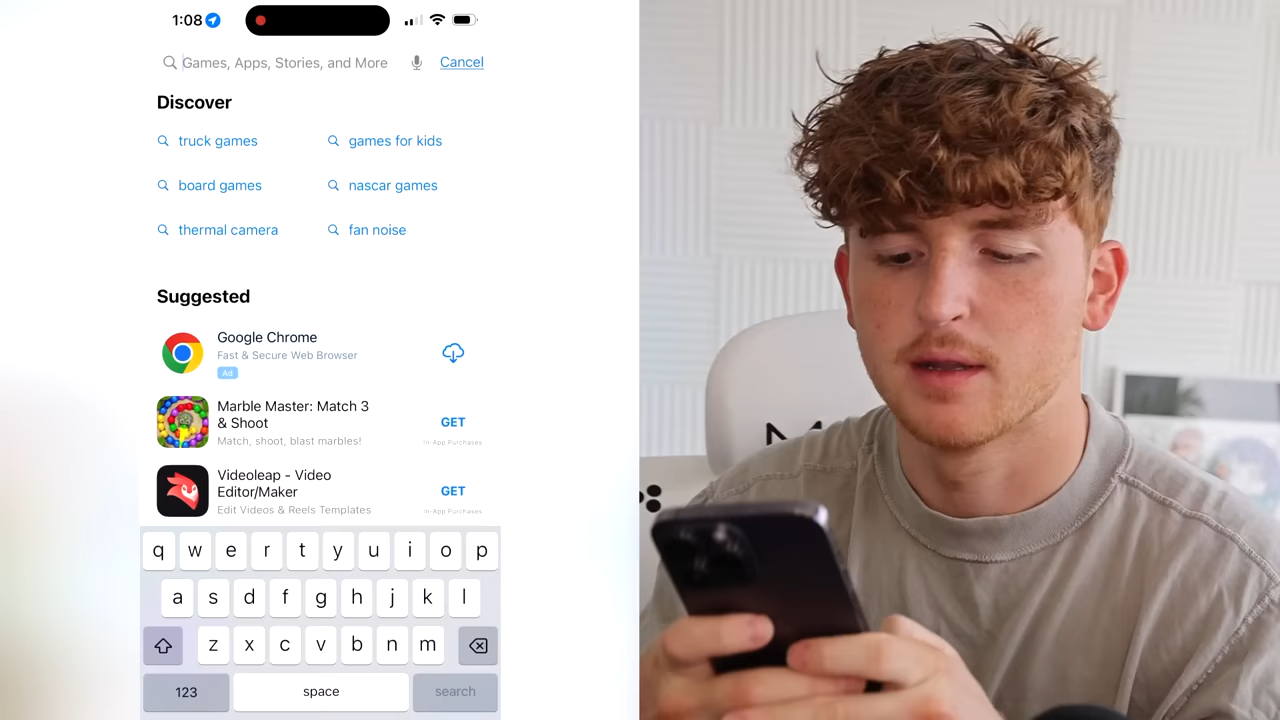 1:08
Games, Apps, Stories, and More
Cancel
Discover
truck games
games for kids
board games
nascar games
thermal camera
fan noise
Suggested
Google Chrome
Fast & Secure Web Browser
Ad
Marble Master: Match 3
& Shoot
Match, shoot, blast marbles!
GET
In-App Purchases
Videoleap - Video
Editor/Maker
Edit Videos & Reels Templates
GET
In-App Purchases
q w e r t y u i o p
a s d f g h j k l
z x c v b n m
123 space search